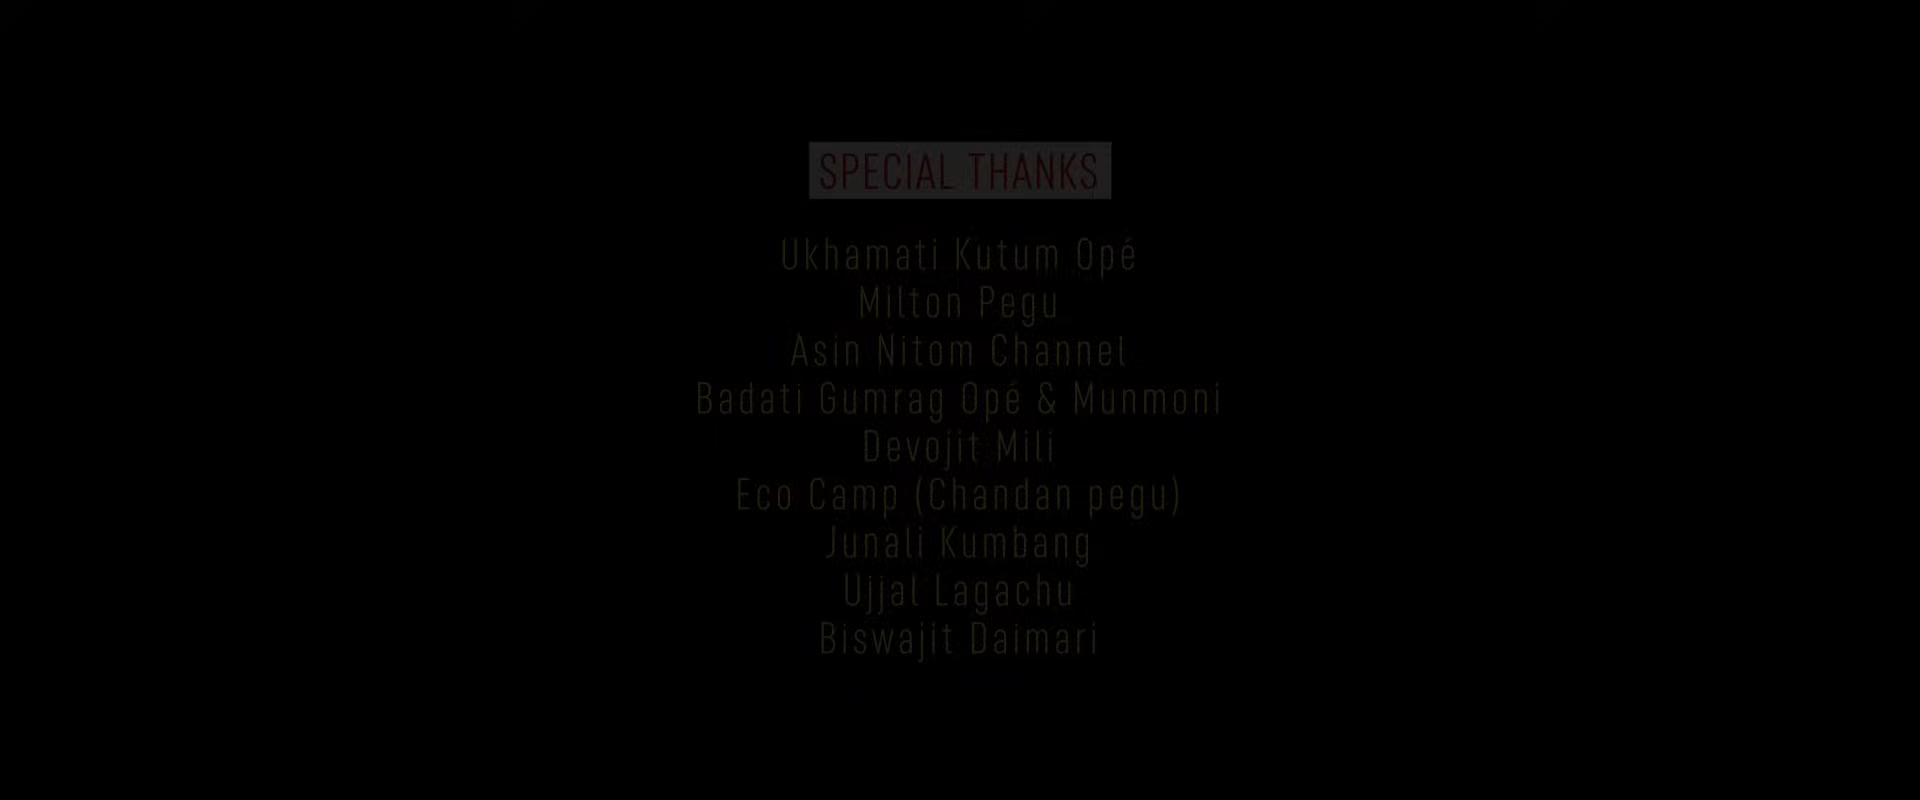 SPECIAL THANKS
Ukhamati Kutum Opé
Milton Pegu
Asin Nitom Channel
Badati Gumrag Opé & Munmoni
Devojit Mili
Eco Camp (Chandan pegu)
Junali Kumbang
Ujjal Lagachu
Biswajit Daimari